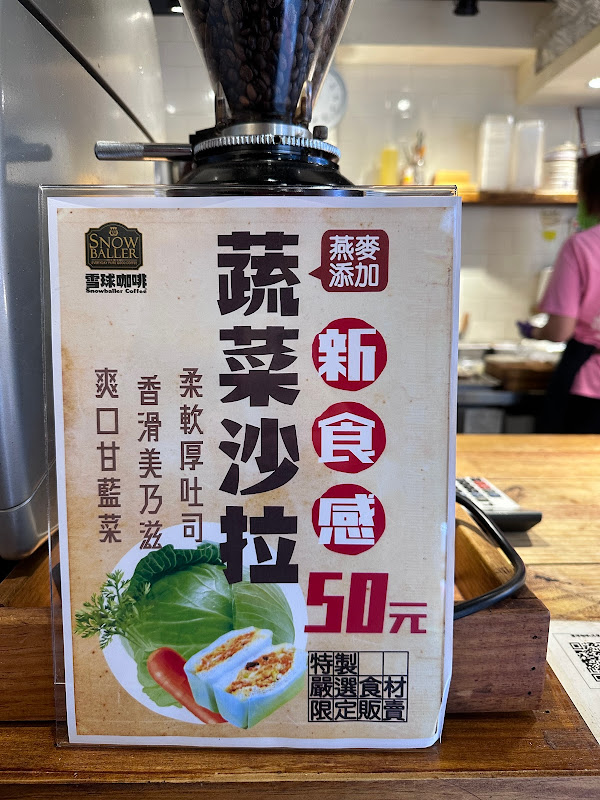 SNOW
BALLER
雪球咖啡
Snowballer Coffee
燕麥
添加
新食感
蔬菜沙拉
柔軟厚吐司
香滑美乃滋
爽口甘藍菜
50元
特製
嚴選食材
限定販賣